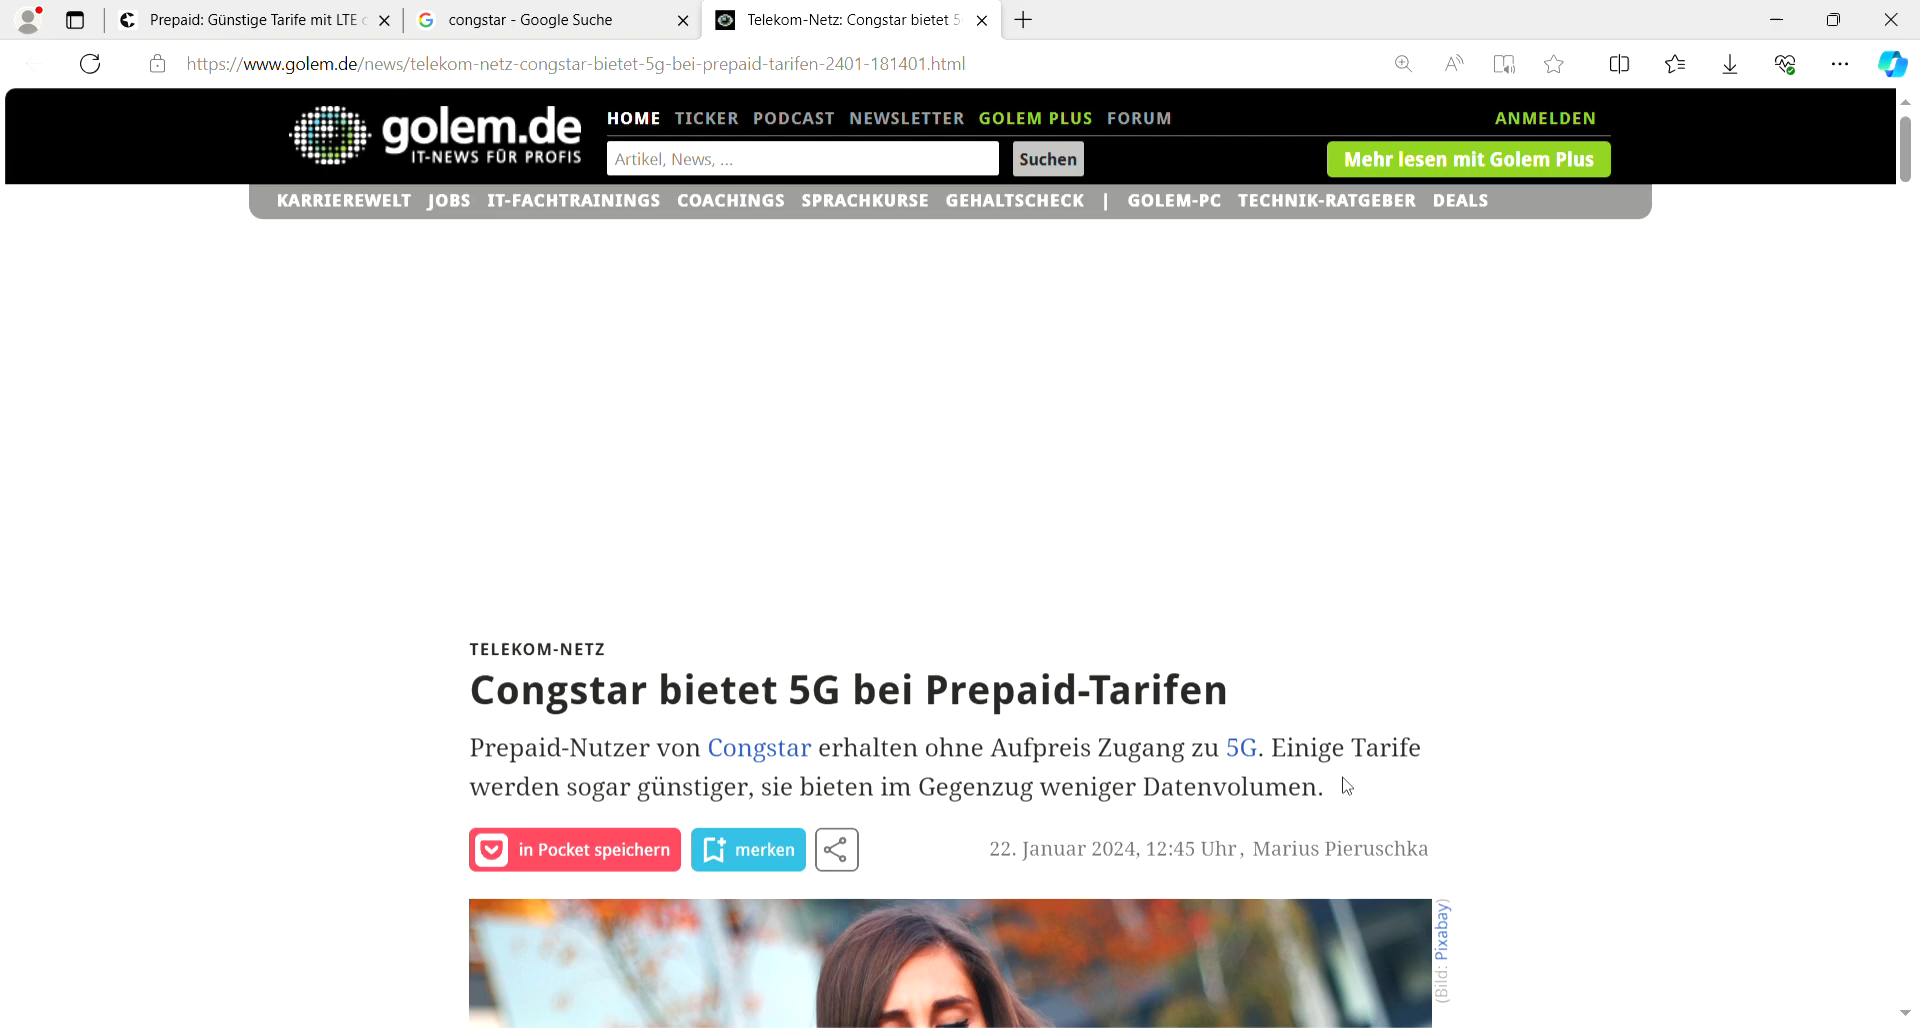 Prepaid: Günstige Tarife mit LTE
congstar - Google Suche
Telekom-Netz: Congstar bietet 5
https://www.golem.de/news/telekom-netz-congstar-bietet-5g-bei-prepaid-tarifen-2401-181401.html
golem.de
IT-NEWS FÜR PROFIS
HOME TICKER PODCAST NEWSLETTER GOLEM PLUS FORUM
ANMELDEN
Artikel, News, ...
Suchen
Mehr lesen mit Golem Plus
KARRIEREWELT JOBS IT-FACHTRAININGS COACHINGS SPRACHKURSE GEHALTSCHECK | GOLEM-PC TECHNIK-RATGEBER DEALS
TELEKOM-NETZ
Congstar bietet 5G bei Prepaid-Tarifen
Prepaid-Nutzer von Congstar erhalten ohne Aufpreis Zugang zu 5G. Einige Tarife
werden sogar günstiger, sie bieten im Gegenzug weniger Datenvolumen.
in Pocket speichern
merken
22. Januar 2024, 12:45 Uhr, Marius Pieruschka
(Bild: Pixabay)